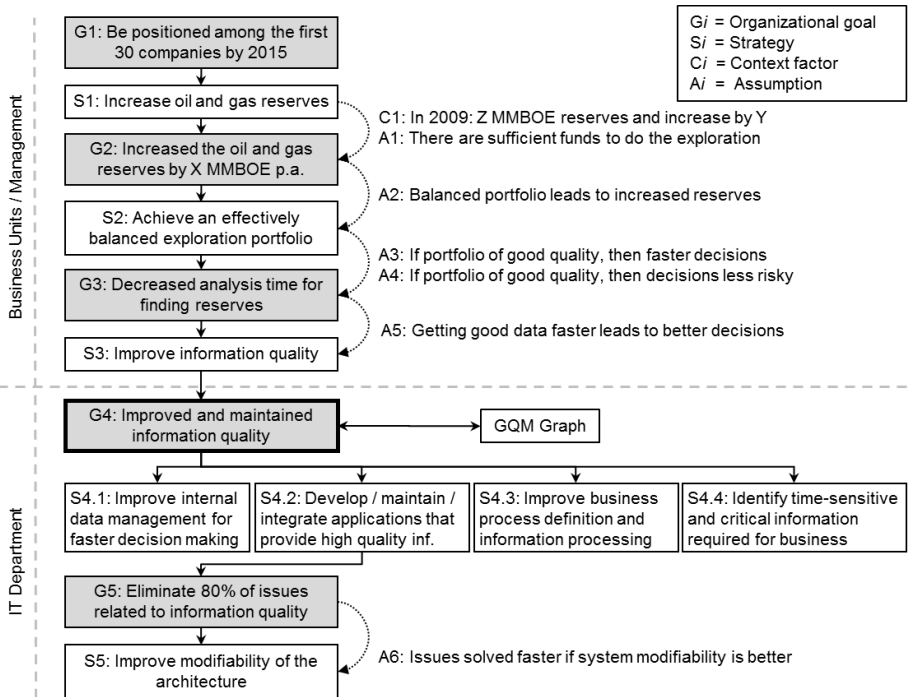 G1: Be positioned among the first
30 companies by 2015
Gi = Organizational goal
Si = Strategy
Ci = Context factor
Ai = Assumption
S1: Increase oil and gas reserves
C1: In 2009: Z MMBOE reserves and increase by Y
A1: There are sufficient funds to do the exploration
G2: Increased the oil and gas
reserves by X MMBOE p.a.
A2: Balanced portfolio leads to increased reserves
S2: Achieve an effectively
balanced exploration portfolio
A3: If portfolio of good quality, then faster decisions
A4: If portfolio of good quality, then decisions less risky
G3: Decreased analysis time for
finding reserves
A5: Getting good data faster leads to better decisions
S3: Improve information quality
Business Units / Management
G4: Improved and maintained
information quality
GQM Graph
S4.1: Improve internal
data management for
faster decision making
S4.2: Develop / maintain /
integrate applications that
provide high quality inf.
S4.3: Improve business
process definition and
information processing
S4.4: Identify time-sensitive
and critical information
required for business
G5: Eliminate 80% of issues
related to information quality
A6: Issues solved faster if system modifiability is better
S5: Improve modifiability of the
architecture
IT Department